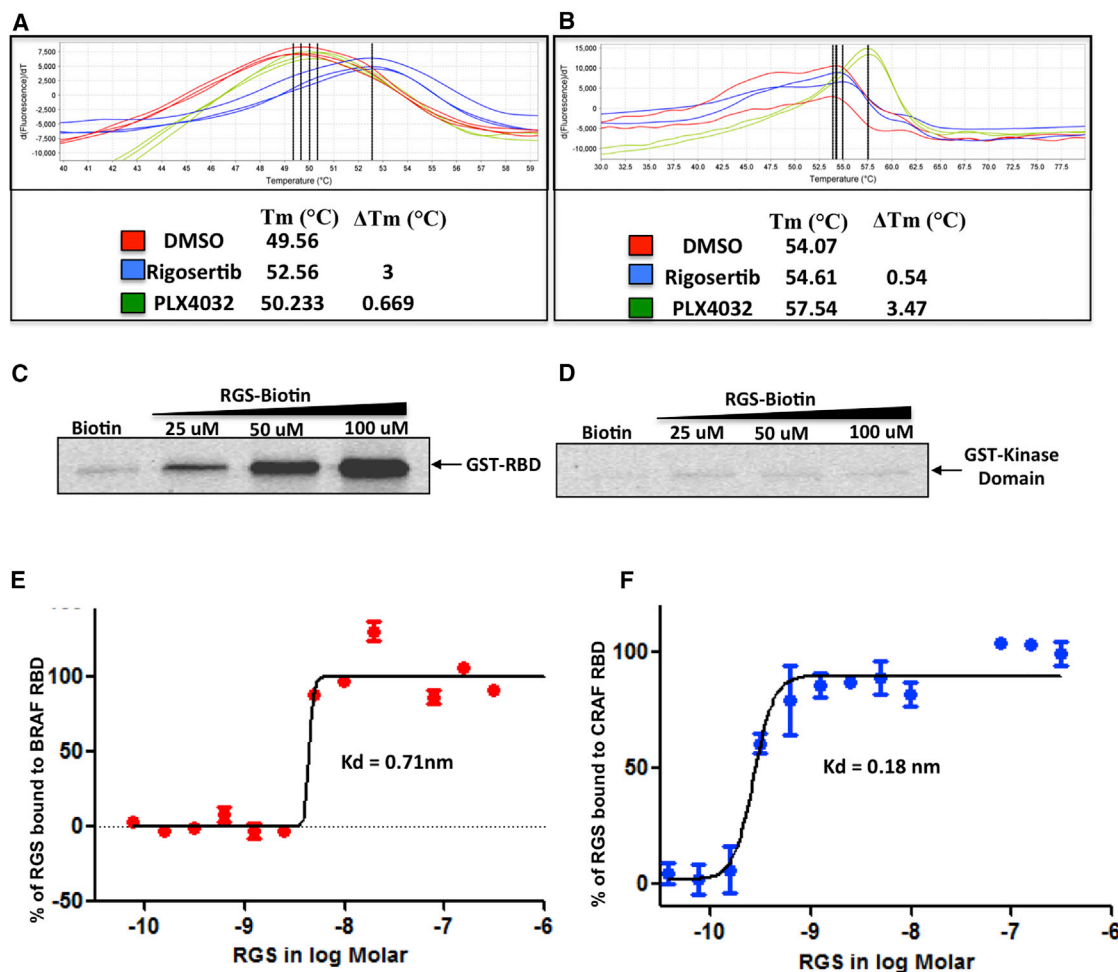 A
7,500
5,000
2,500
0
-2,500
-5,000
-7,500
-10,000
d(Fluorescence)/dT
40 41 42 43 44 45 46 47 48 49 50 51 52 53 54 55 56 57 58 59
Temperature (°C)
Tm (°C) ΔTm (°C)
DMSO 49.56
Rigosertib 52.56 3
PLX4032 50.233 0.669
B
15,000
10,000
5,000
0
-5,000
-10,000
d(Fluorescence)/dT
30.0 32.5 35.0 37.5 40.0 42.5 45.0 47.5 50.0 52.5 55.0 57.5 60.0 62.5 65.0 67.5 70.0 72.5 75.0 77.5
Temperature (°C)
Tm (°C) ΔTm (°C)
DMSO 54.07
Rigosertib 54.61 0.54
PLX4032 57.54 3.47
C
RGS-Biotin
Biotin 25 uM 50 uM 100 uM
GST-RBD
D
RGS-Biotin
Biotin 25 uM 50 uM 100 uM
GST-Kinase
Domain
E
% of RGS bound to BRAF RBD
100
50
0
-50
Kd = 0.71nm
-10 -9 -8 -7 -6
RGS in log Molar
F
% of RGS bound to CRAF RBD
100
50
0
Kd = 0.18 nm
-10 -9 -8 -7 -6
RGS in log Molar